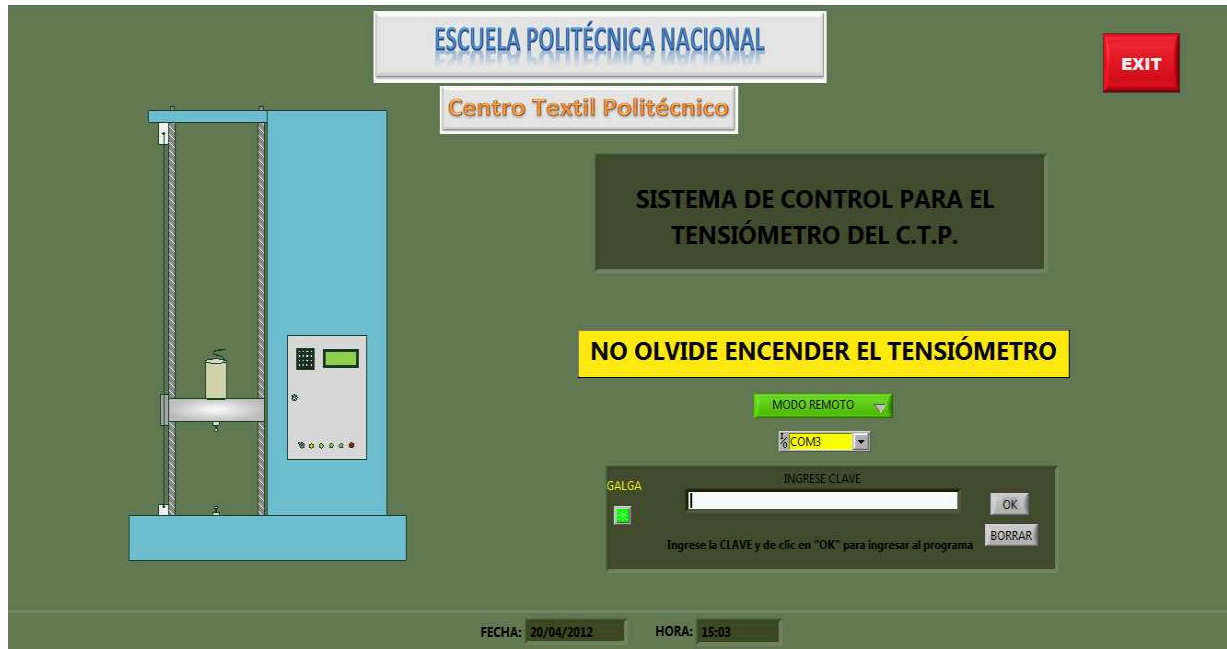 ESCUELA POLITÉCNICA NACIONAL
EXIT
Centro Textil Politécnico
SISTEMA DE CONTROL PARA EL
TENSIÓMETRO DEL C.T.P.
NO OLVIDE ENCENDER EL TENSIÓMETRO
MODO REMOTO
I/O COM3
INGRESE CLAVE
GALGA
OK
Ingrese la CLAVE y de clic en "OK" para ingresar al programa
BORRAR
FECHA: 20/04/2012 HORA: 15:03